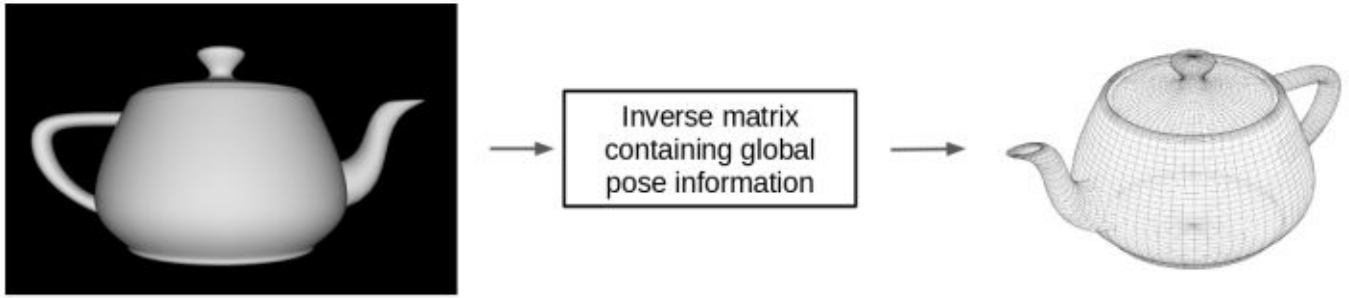 Inverse matrix
containing global
pose information